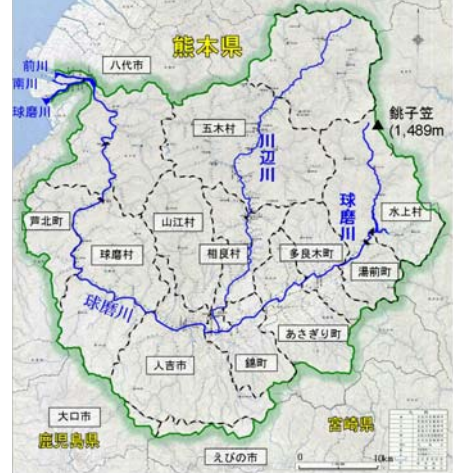 熊本県
八代市
前川
南川
球磨川
五木村
川辺川
銚子笠
(1,489m
球磨川
水上村
芦北町
山江村
球磨村
相良村
多良木町
湯前町
球磨川
あさぎり町
人吉市
錦町
大口市
鹿児島県
宮崎県
えびの市
0
10km